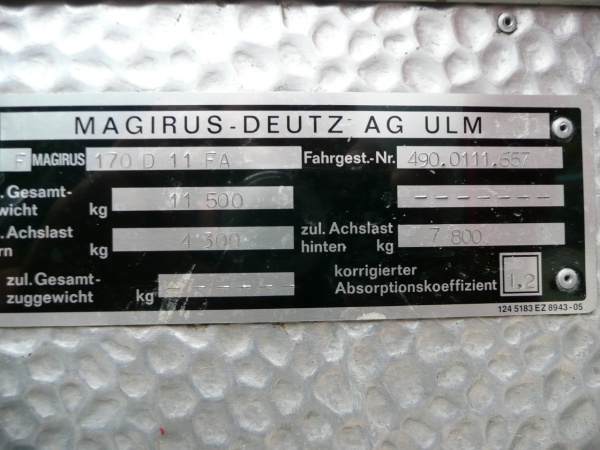 MAGIRUS-DEUTZ AG ULM
F MAGIRUS 170 D 11 FA Fahrgest.-Nr. 490.0111.657
. Gesamt-
wicht kg 11 500 -------
. Achslast zul. Achslast
rn kg 4 300 hinten kg 7 800
zul. Gesamt- korrigierter
zuggewicht kg ------ Absorptionskoeffizient 1,2
124 5183 EZ 8943-05